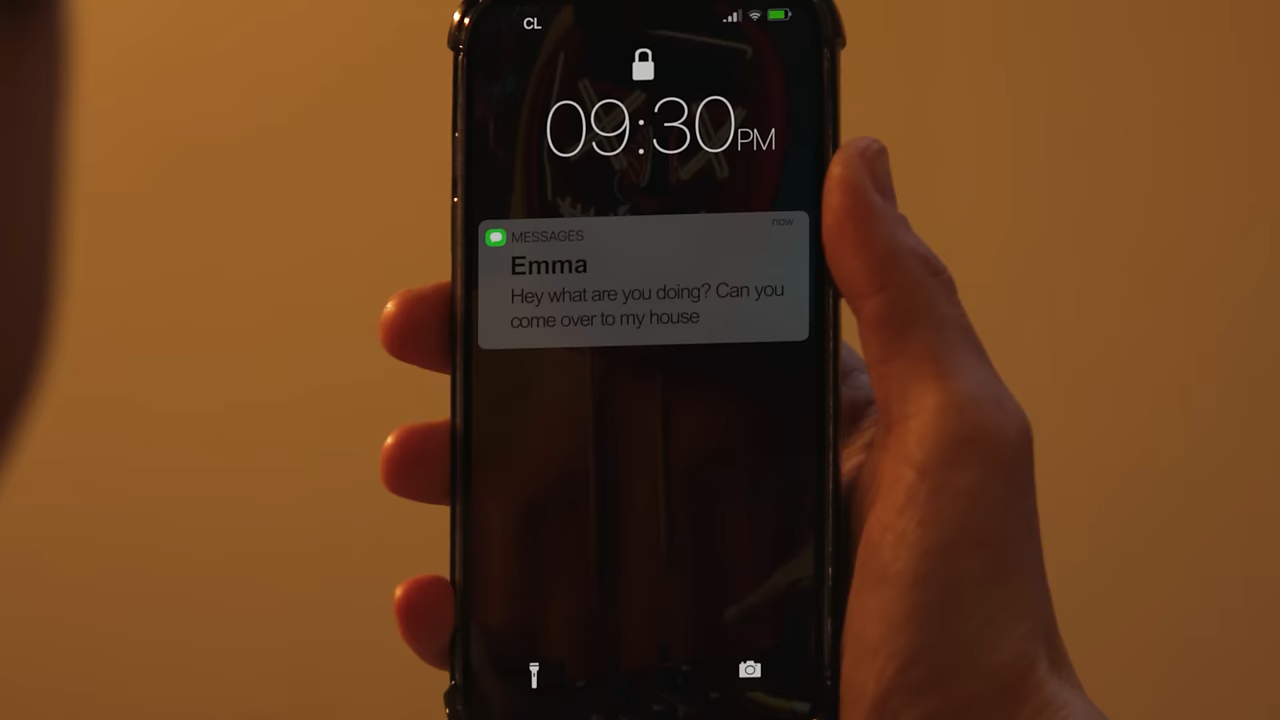 CL
09:30PM
now
MESSAGES
Emma
Hey what are you doing? Can you
come over to my house